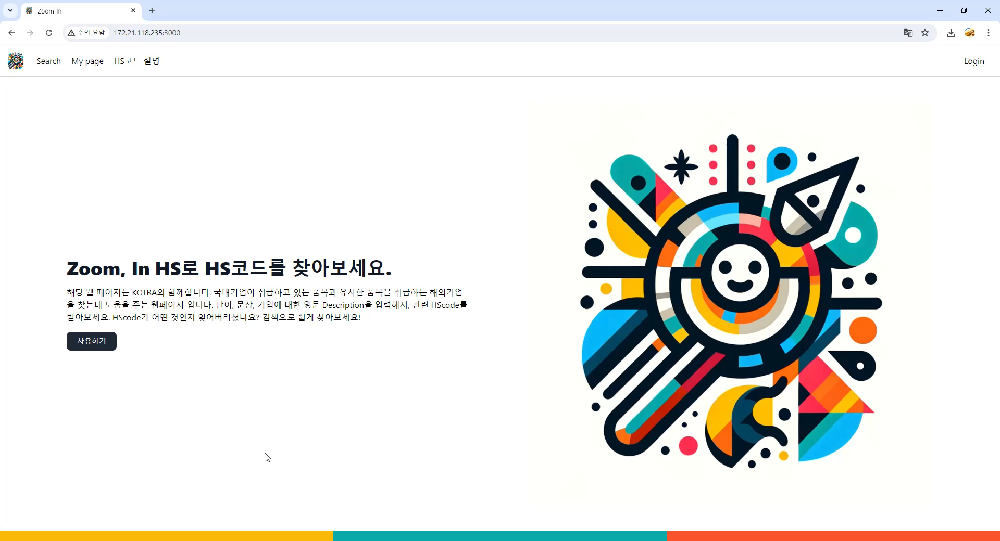 Zoom In
주의 요함
172.21.118.235:3000
Search My page HS코드 설명 Login
Zoom, In HS로 HS코드를 찾아보세요.
해당 웹 페이지는 KOTRA와 함께합니다. 국내기업이 취급하고 있는 품목과 유사한 품목을 취급하는 해외기업
을 찾는데 도움을 주는 웹페이지 입니다. 단어, 문장, 기업에 대한 영문 Description을 입력해서, 관련 HScode를
받아보세요. HScode가 어떤 것인지 잊어버려셨나요? 검색으로 쉽게 찾아보세요!
사용하기